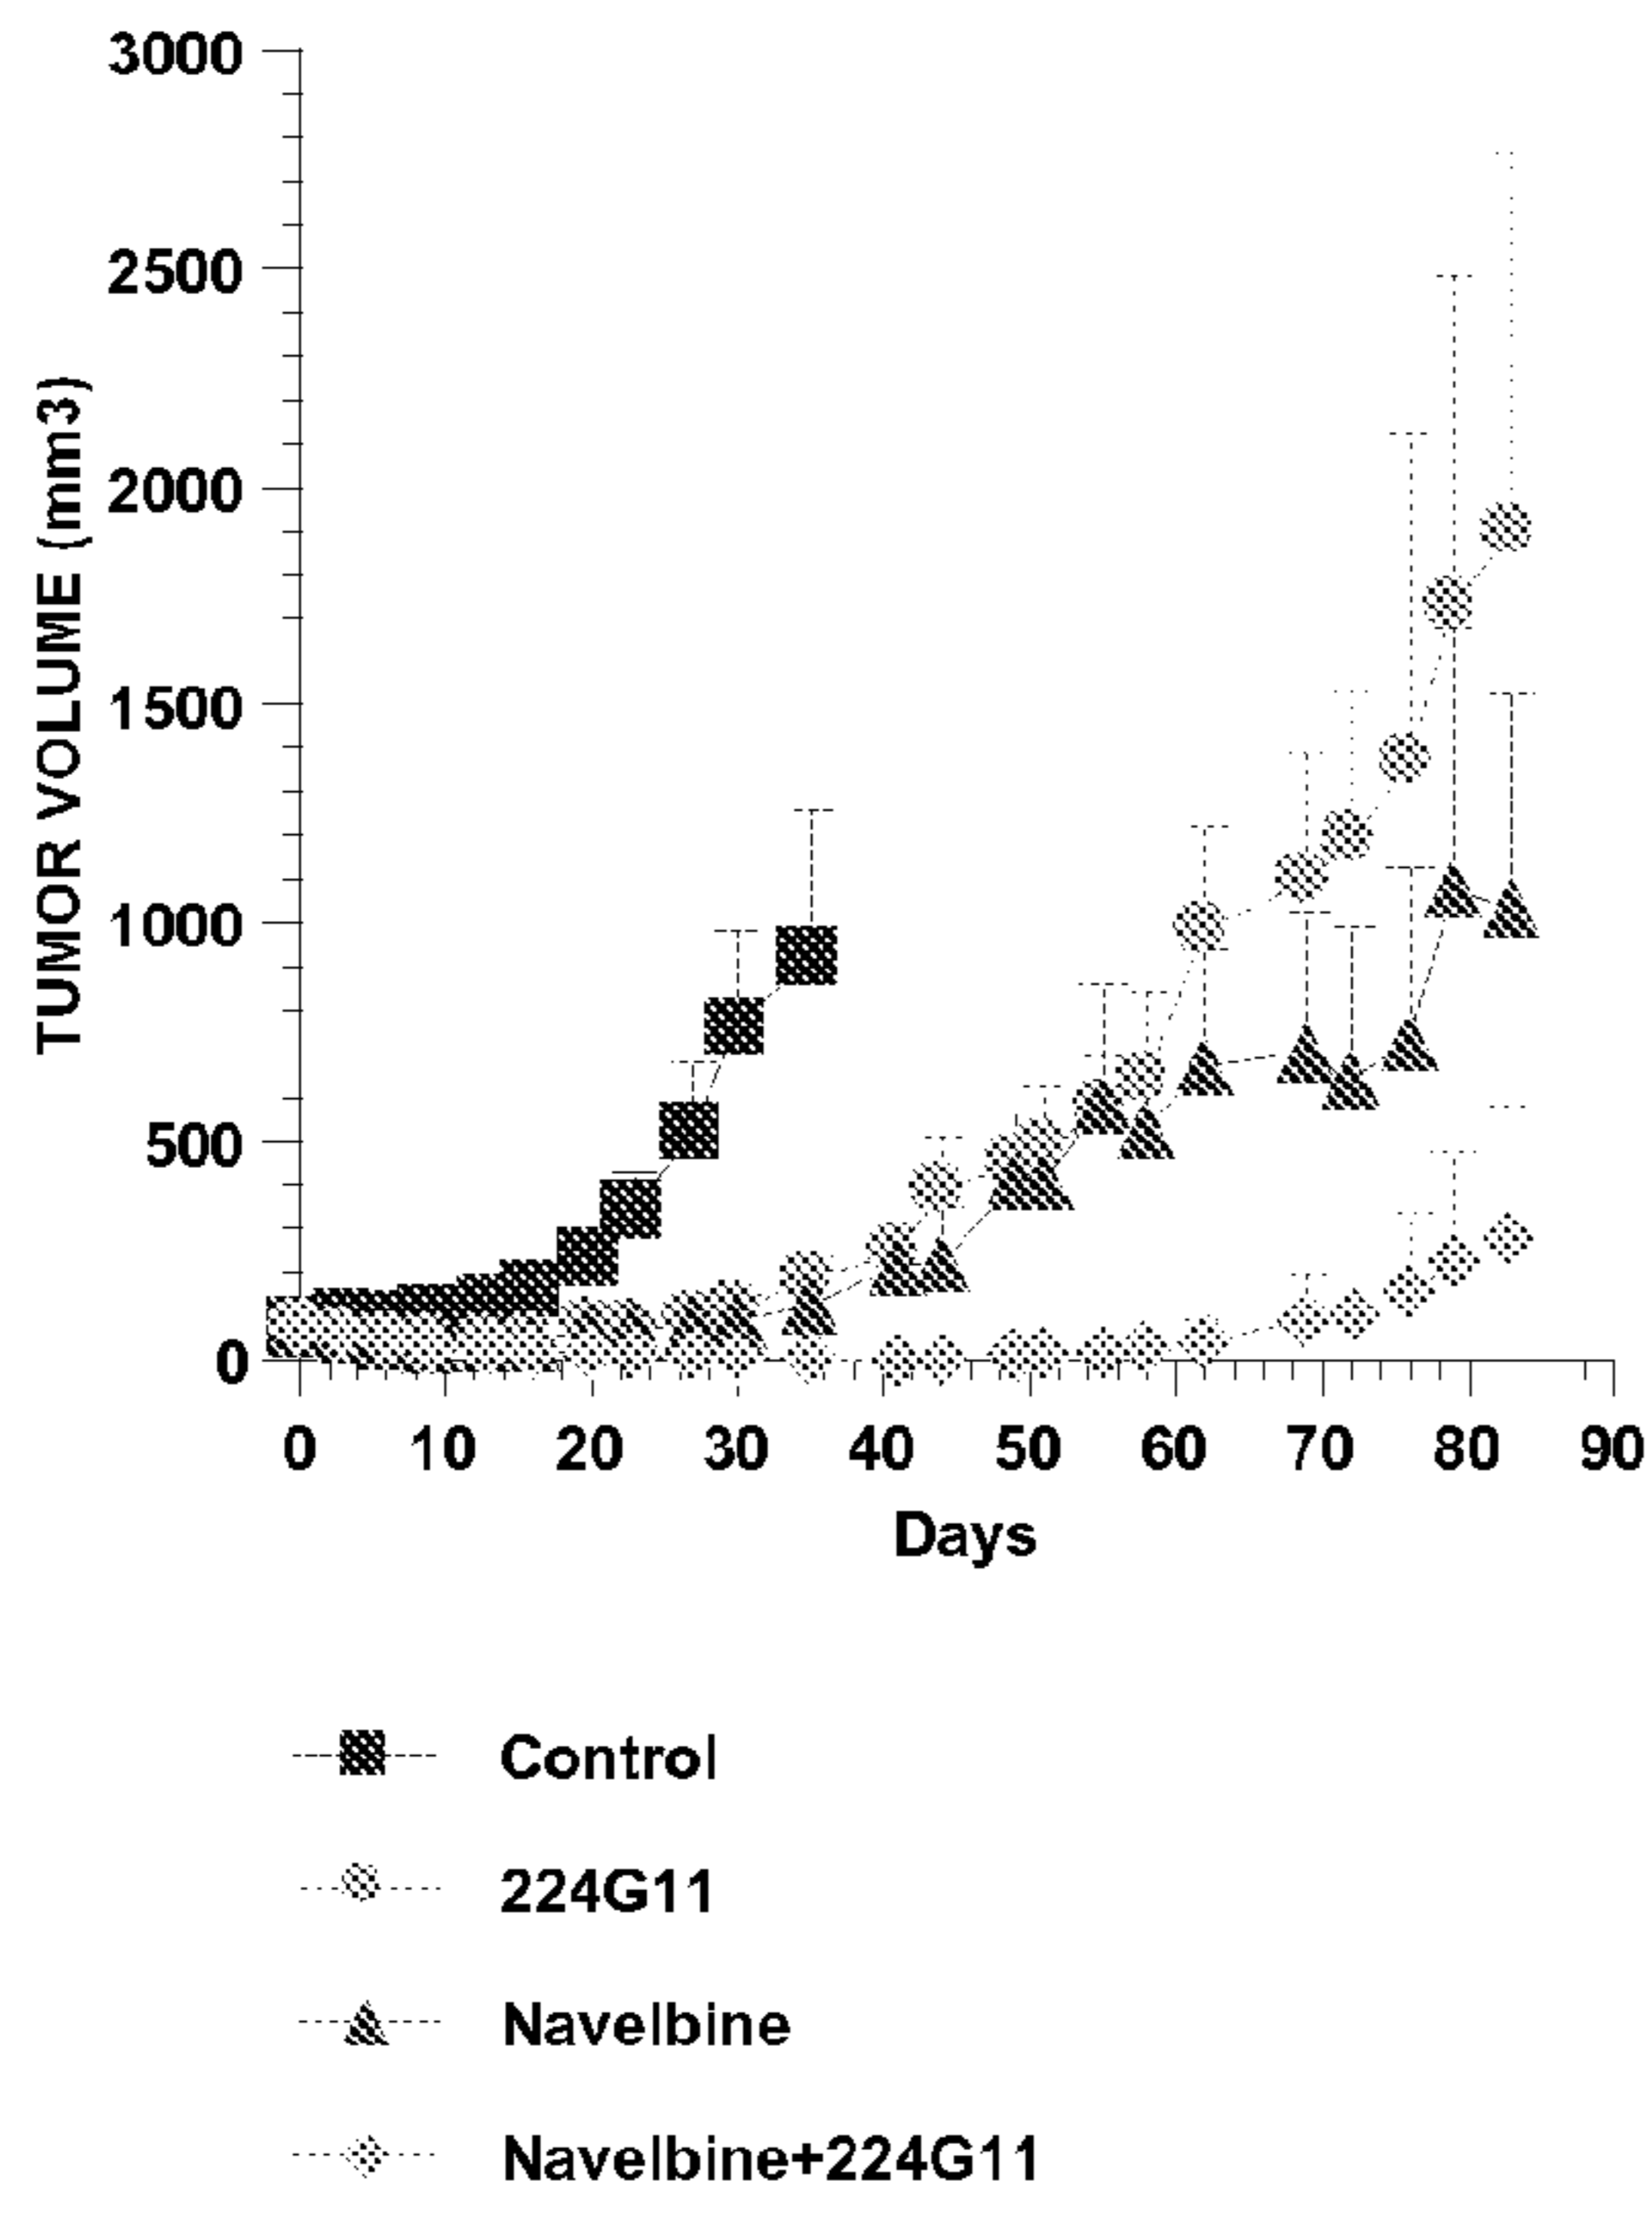 TUMOR VOLUME (mm3)
3000
2500
2000
1500
1000
500
0
0 10 20 30 40 50 60 70 80 90
Days
Control
224G11
Navelbine
Navelbine+224G11